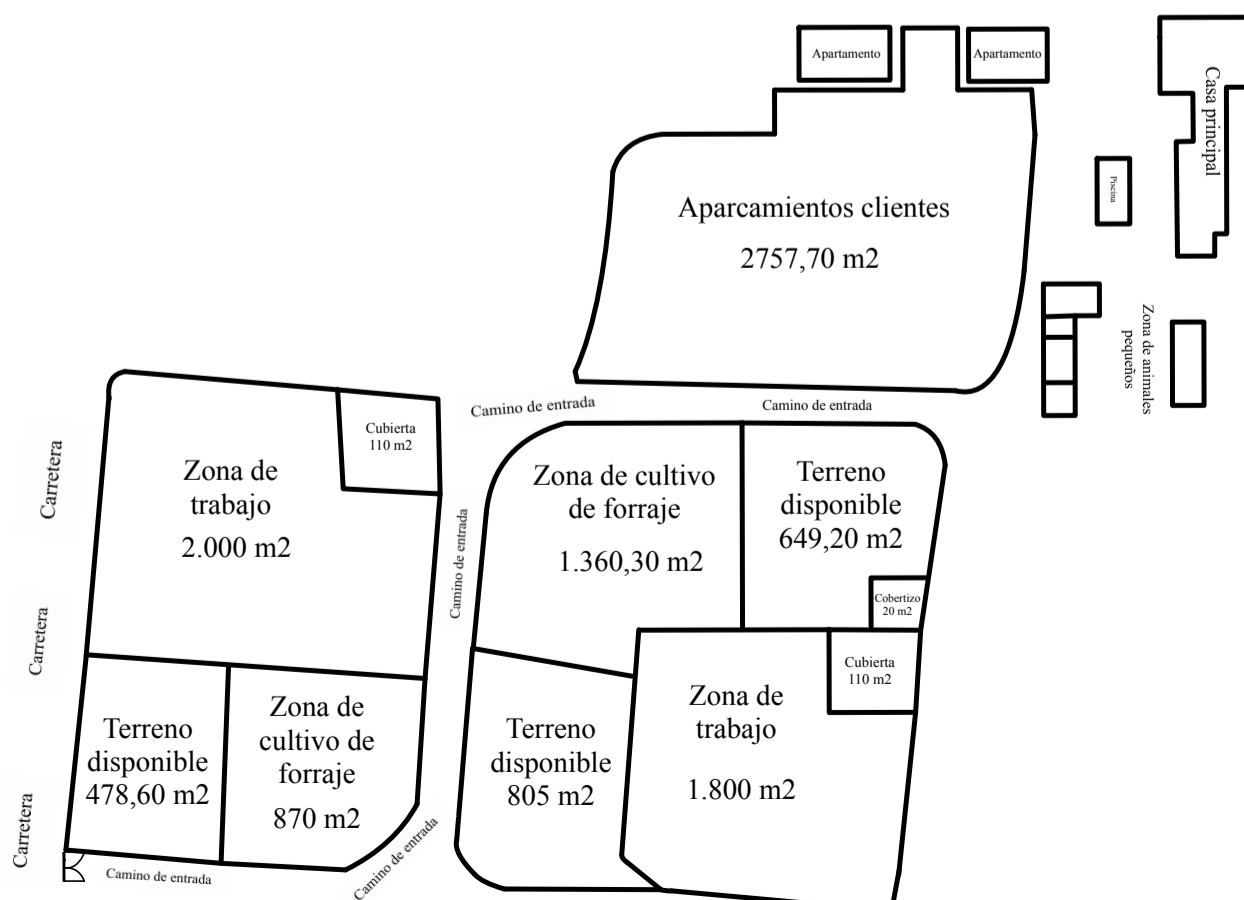 Apartamento
Apartamento
Casa principal
Piscina
Aparcamientos clientes
2757,70 m2
Zona de animales
pequeños
Camino de entrada
Camino de entrada
Carretera
Cubierta
110 m2
Zona de
trabajo
2.000 m2
Camino de entrada
Zona de cultivo
de forraje
1.360,30 m2
Terreno
disponible
649,20 m2
Cobertizo
20 m2
Carretera
Terreno
disponible
478,60 m2
Zona de
cultivo de
forraje
870 m2
Terreno
disponible
805 m2
Zona de
trabajo
1.800 m2
Cubierta
110 m2
Carretera
Camino de entrada
Camino de entrada